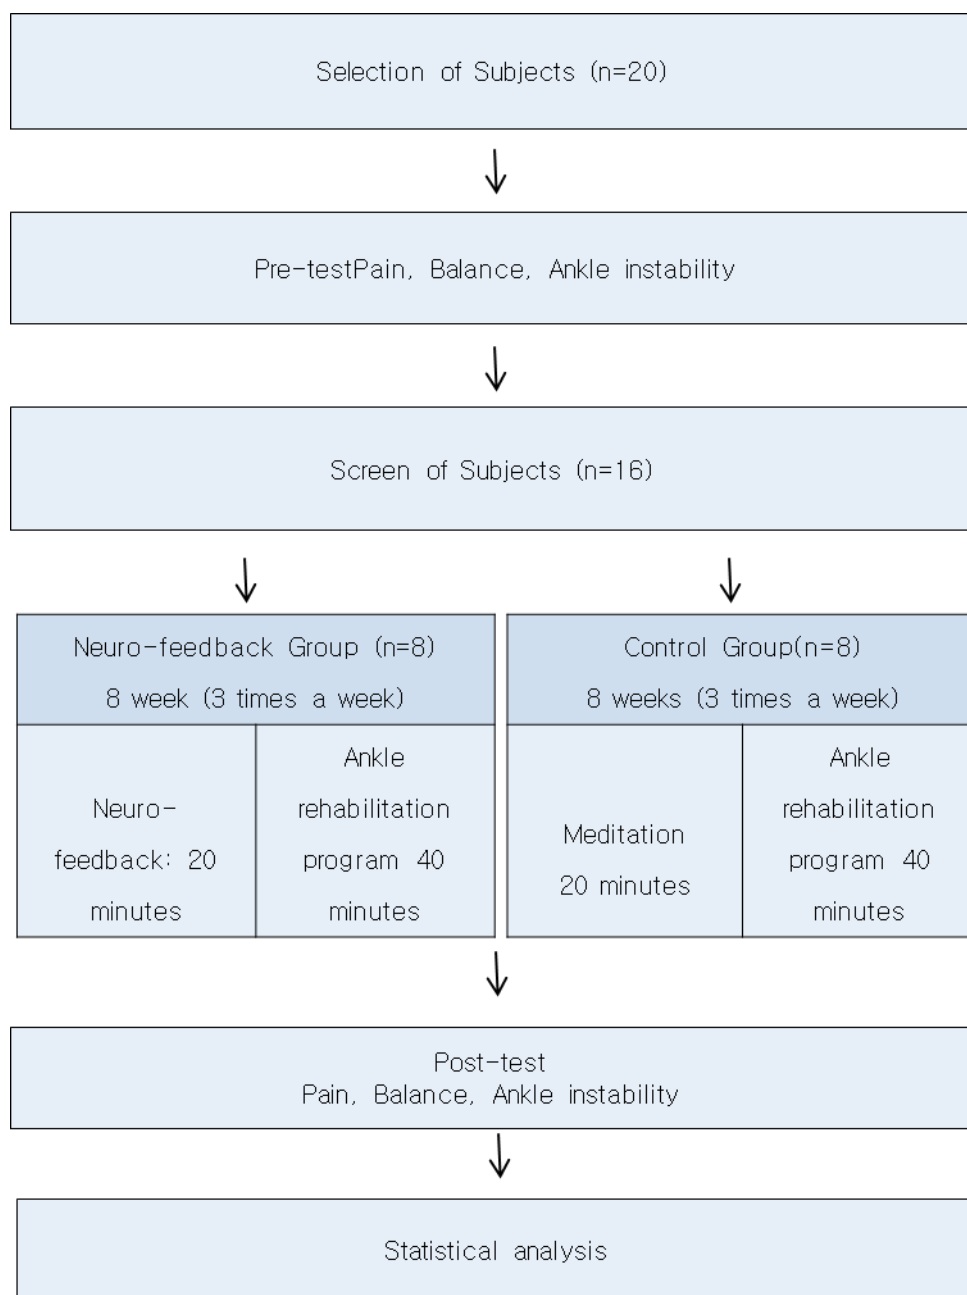 Selection of Subjects (n=20)
Pre-testPain, Balance, Ankle instability
Screen of Subjects (n=16)
Neuro-feedback Group (n=8)
8 week (3 times a week)
Neuro-
feedback: 20
minutes
Ankle
rehabilitation
program 40
minutes
Control Group(n=8)
8 weeks (3 times a week)
Meditation
20 minutes
Ankle
rehabilitation
program 40
minutes
Post-test
Pain, Balance, Ankle instability
Statistical analysis